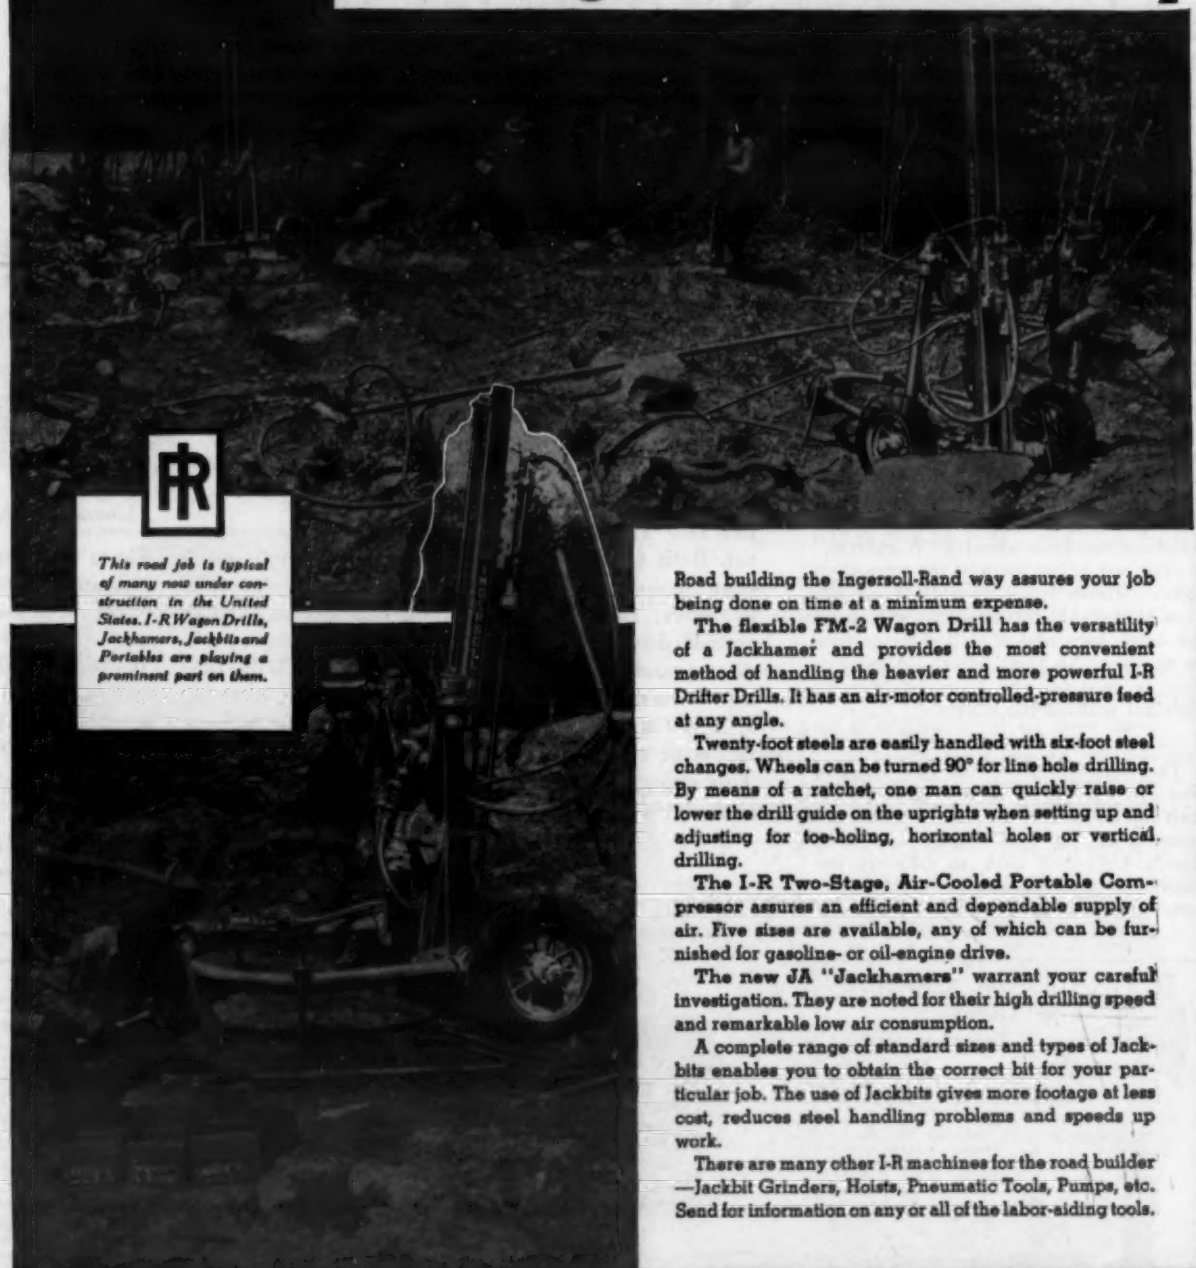 IR
This road job is typical
of many now under con-
struction in the United
States. I-R Wagon Drills,
Jackhamers, Jackbits and
Portables are playing a
prominent part on them.
Road building the Ingersoll-Rand way assures your job
being done on time at a minimum expense.
The flexible FM-2 Wagon Drill has the versatility
of a Jackhamer and provides the most convenient
method of handling the heavier and more powerful I-R
Drifter Drills. It has an air-motor controlled-pressure feed
at any angle.
Twenty-foot steels are easily handled with six-foot steel
changes. Wheels can be turned 90° for line hole drilling.
By means of a ratchet, one man can quickly raise or
lower the drill guide on the uprights when setting up and
adjusting for toe-holing, horizontal holes or vertical
drilling.
The I-R Two-Stage, Air-Cooled Portable Com-
pressor assures an efficient and dependable supply of
air. Five sizes are available, any of which can be fur-
nished for gasoline- or oil-engine drive.
The new JA "Jackhamers" warrant your careful
investigation. They are noted for their high drilling speed
and remarkable low air consumption.
A complete range of standard sizes and types of Jack-
bits enables you to obtain the correct bit for your par-
ticular job. The use of Jackbits gives more footage at less
cost, reduces steel handling problems and speeds up
work.
There are many other I-R machines for the road builder
—Jackbit Grinders, Hoists, Pneumatic Tools, Pumps, etc.
Send for information on any or all of the labor-aiding tools.